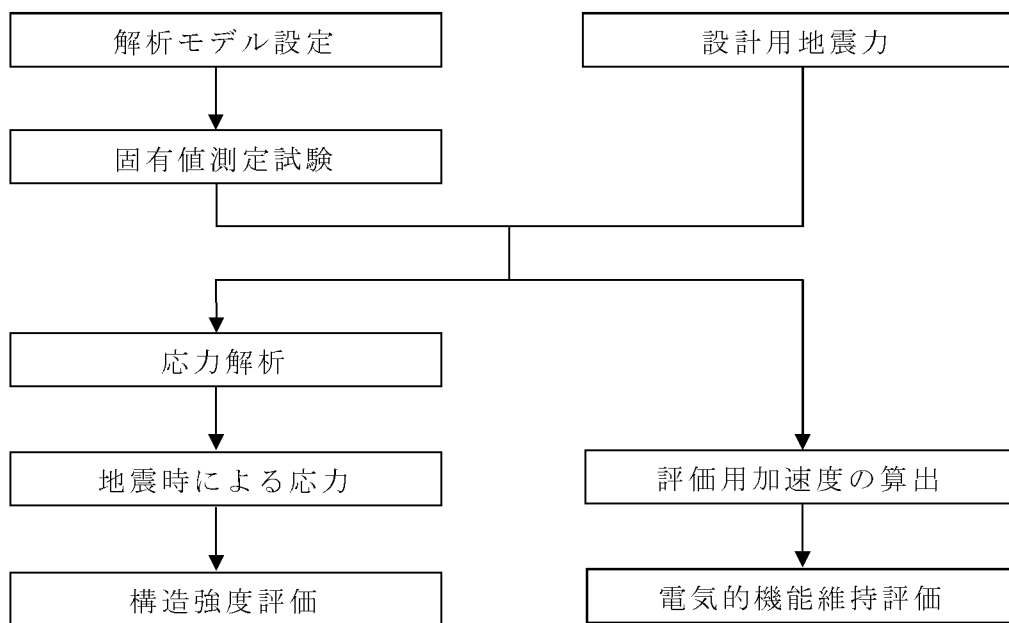 解析モデル設定
設計用地震力
固有値測定試験
応力解析
地震時による応力
評価用加速度の算出
構造強度評価
電気的機能維持評価